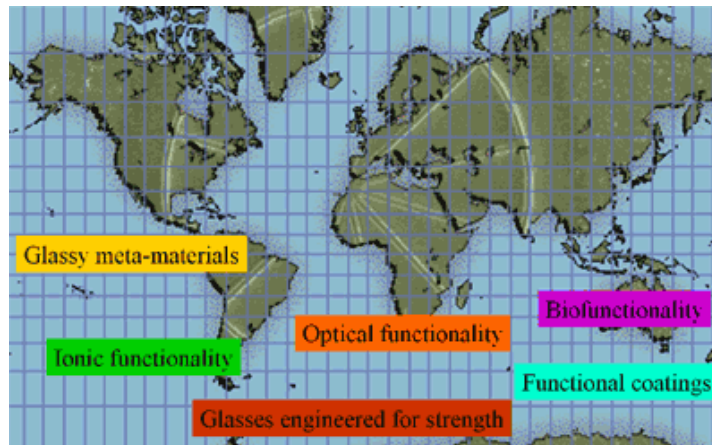 Glassy meta-materials
Biofunctionality
Optical functionality
Ionic functionality
Functional coatings
Glasses engineered for strength